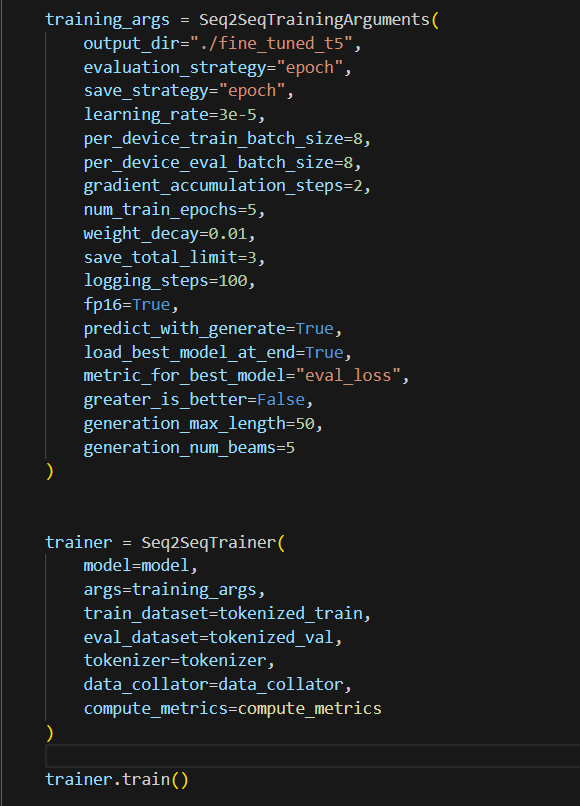 training_args = Seq2SeqTrainingArguments(
    output_dir="./fine_tuned_t5",
    evaluation_strategy="epoch",
    save_strategy="epoch",
    learning_rate=3e-5,
    per_device_train_batch_size=8,
    per_device_eval_batch_size=8,
    gradient_accumulation_steps=2,
    num_train_epochs=5,
    weight_decay=0.01,
    save_total_limit=3,
    logging_steps=100,
    fp16=True,
    predict_with_generate=True,
    load_best_model_at_end=True,
    metric_for_best_model="eval_loss",
    greater_is_better=False,
    generation_max_length=50,
    generation_num_beams=5
)
trainer = Seq2SeqTrainer(
    model=model,
    args=training_args,
    train_dataset=tokenized_train,
    eval_dataset=tokenized_val,
    tokenizer=tokenizer,
    data_collator=data_collator,
    compute_metrics=compute_metrics
)
trainer.train()